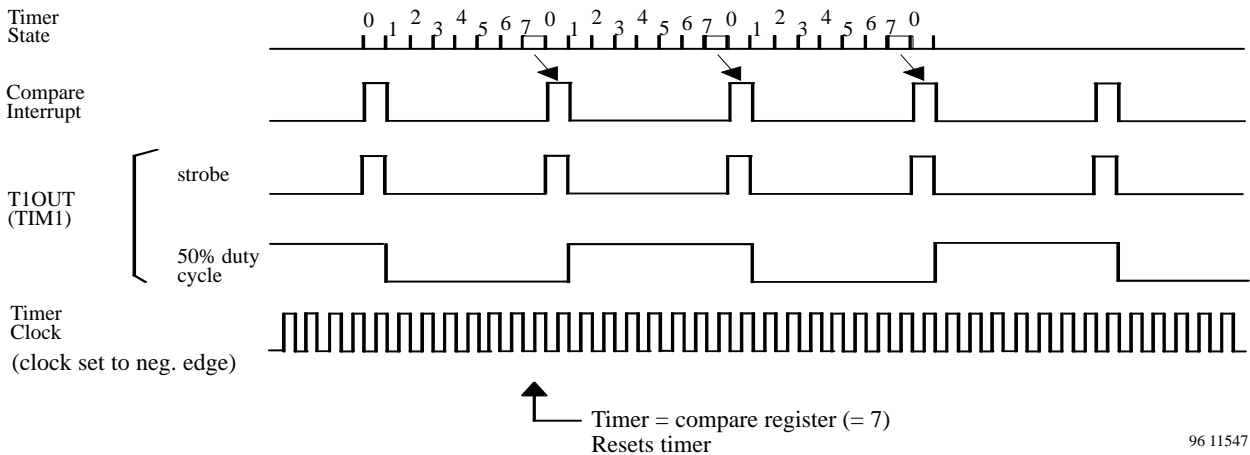 Timer
State
0 1 2 3 4 5 6 7 0 1 2 3 4 5 6 7 0 1 2 3 4 5 6 7 0
Compare
Interrupt
T1OUT
(TIM1)
strobe
50% duty
cycle
Timer
Clock
(clock set to neg. edge)
Timer = compare register (= 7)
Resets timer
96 11547